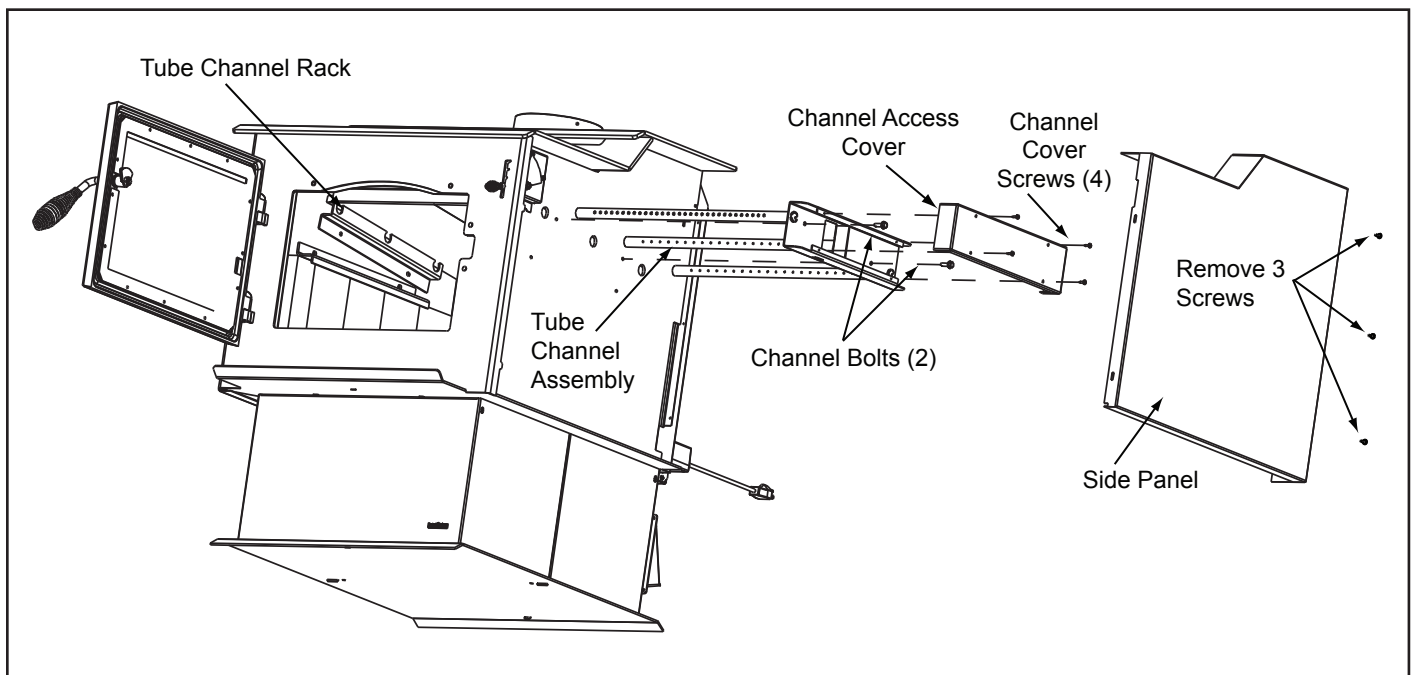 Tube Channel Rack
Channel Access
Cover
Channel
Cover
Screws (4)
Remove 3
Screws
Tube
Channel
Assembly
Channel Bolts (2)
Side Panel